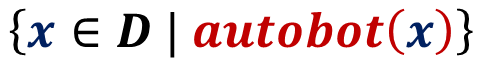 {x ∈ D | autobot(x)}